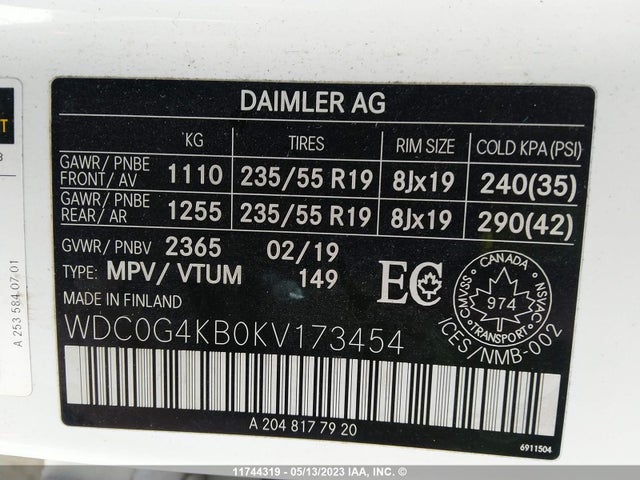 DAIMLER AG
KG TIRES RIM SIZE COLD KPA(PSI)
GAWR/ PNBE FRONT/ AV 1110 235/55 R19 8Jx19 240(35)
GAWR/ PNBE REAR/ AR 1255 235/55 R19 8Jx19 290(42)
GVWR/ PNBV 2365 02/19
TYPE: MPV/ VTUM 149
MADE IN FINLAND
EC
CANADA
CMVSS
NSVAC
974
TRANSPORT
ICES/NMB-002
WDC0G4KB0KV173454
A 204 817 79 20
6911504
A 253 584 07 01
T
11744319 - 05/13/2023 IAA, Inc. ©